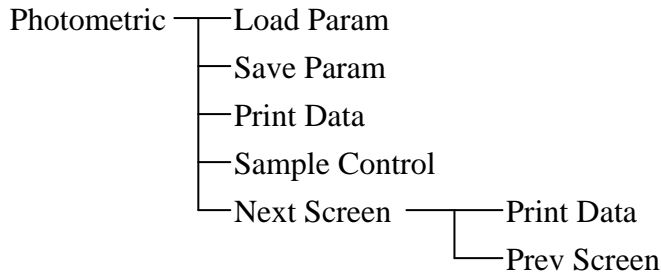 Photometric Load Param
Save Param
Print Data
Sample Control
Next Screen Print Data
Prev Screen